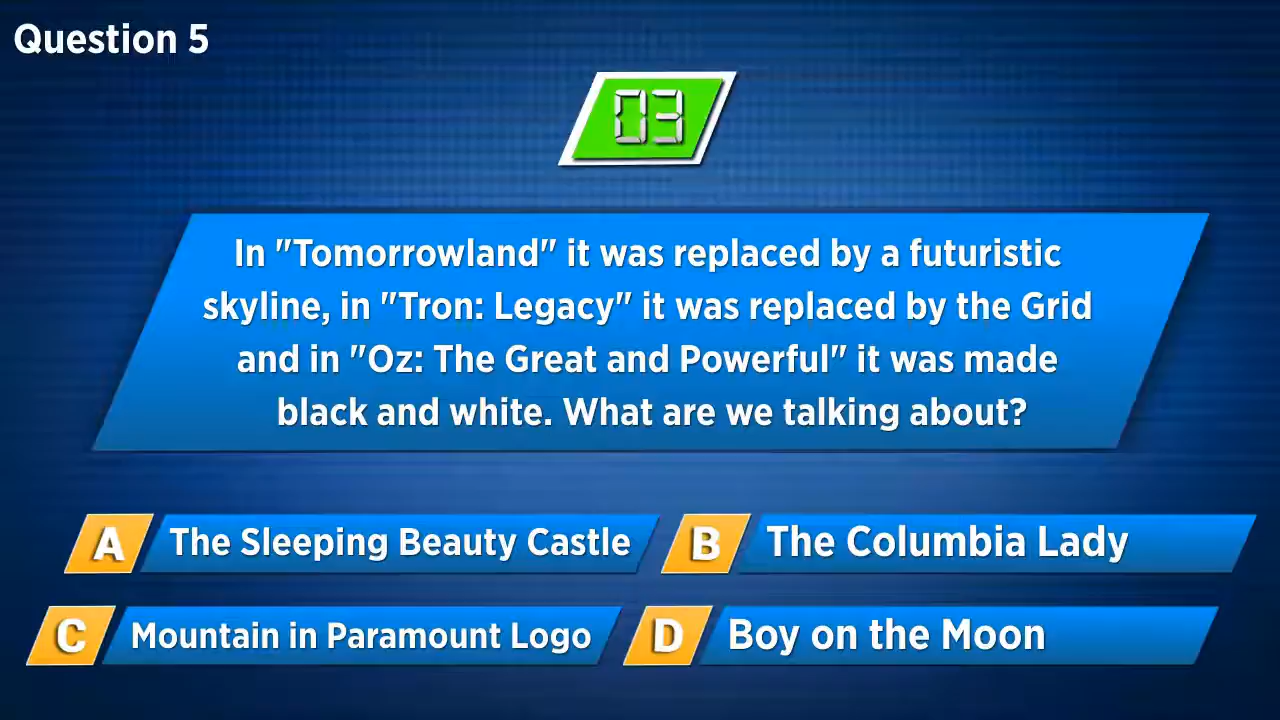 Question 5
03
In "Tomorrowland" it was replaced by a futuristic
skyline, in "Tron: Legacy" it was replaced by the Grid
and in "Oz: The Great and Powerful" it was made
black and white. What are we talking about?
A The Sleeping Beauty Castle
B The Columbia Lady
C Mountain in Paramount Logo
D Boy on the Moon